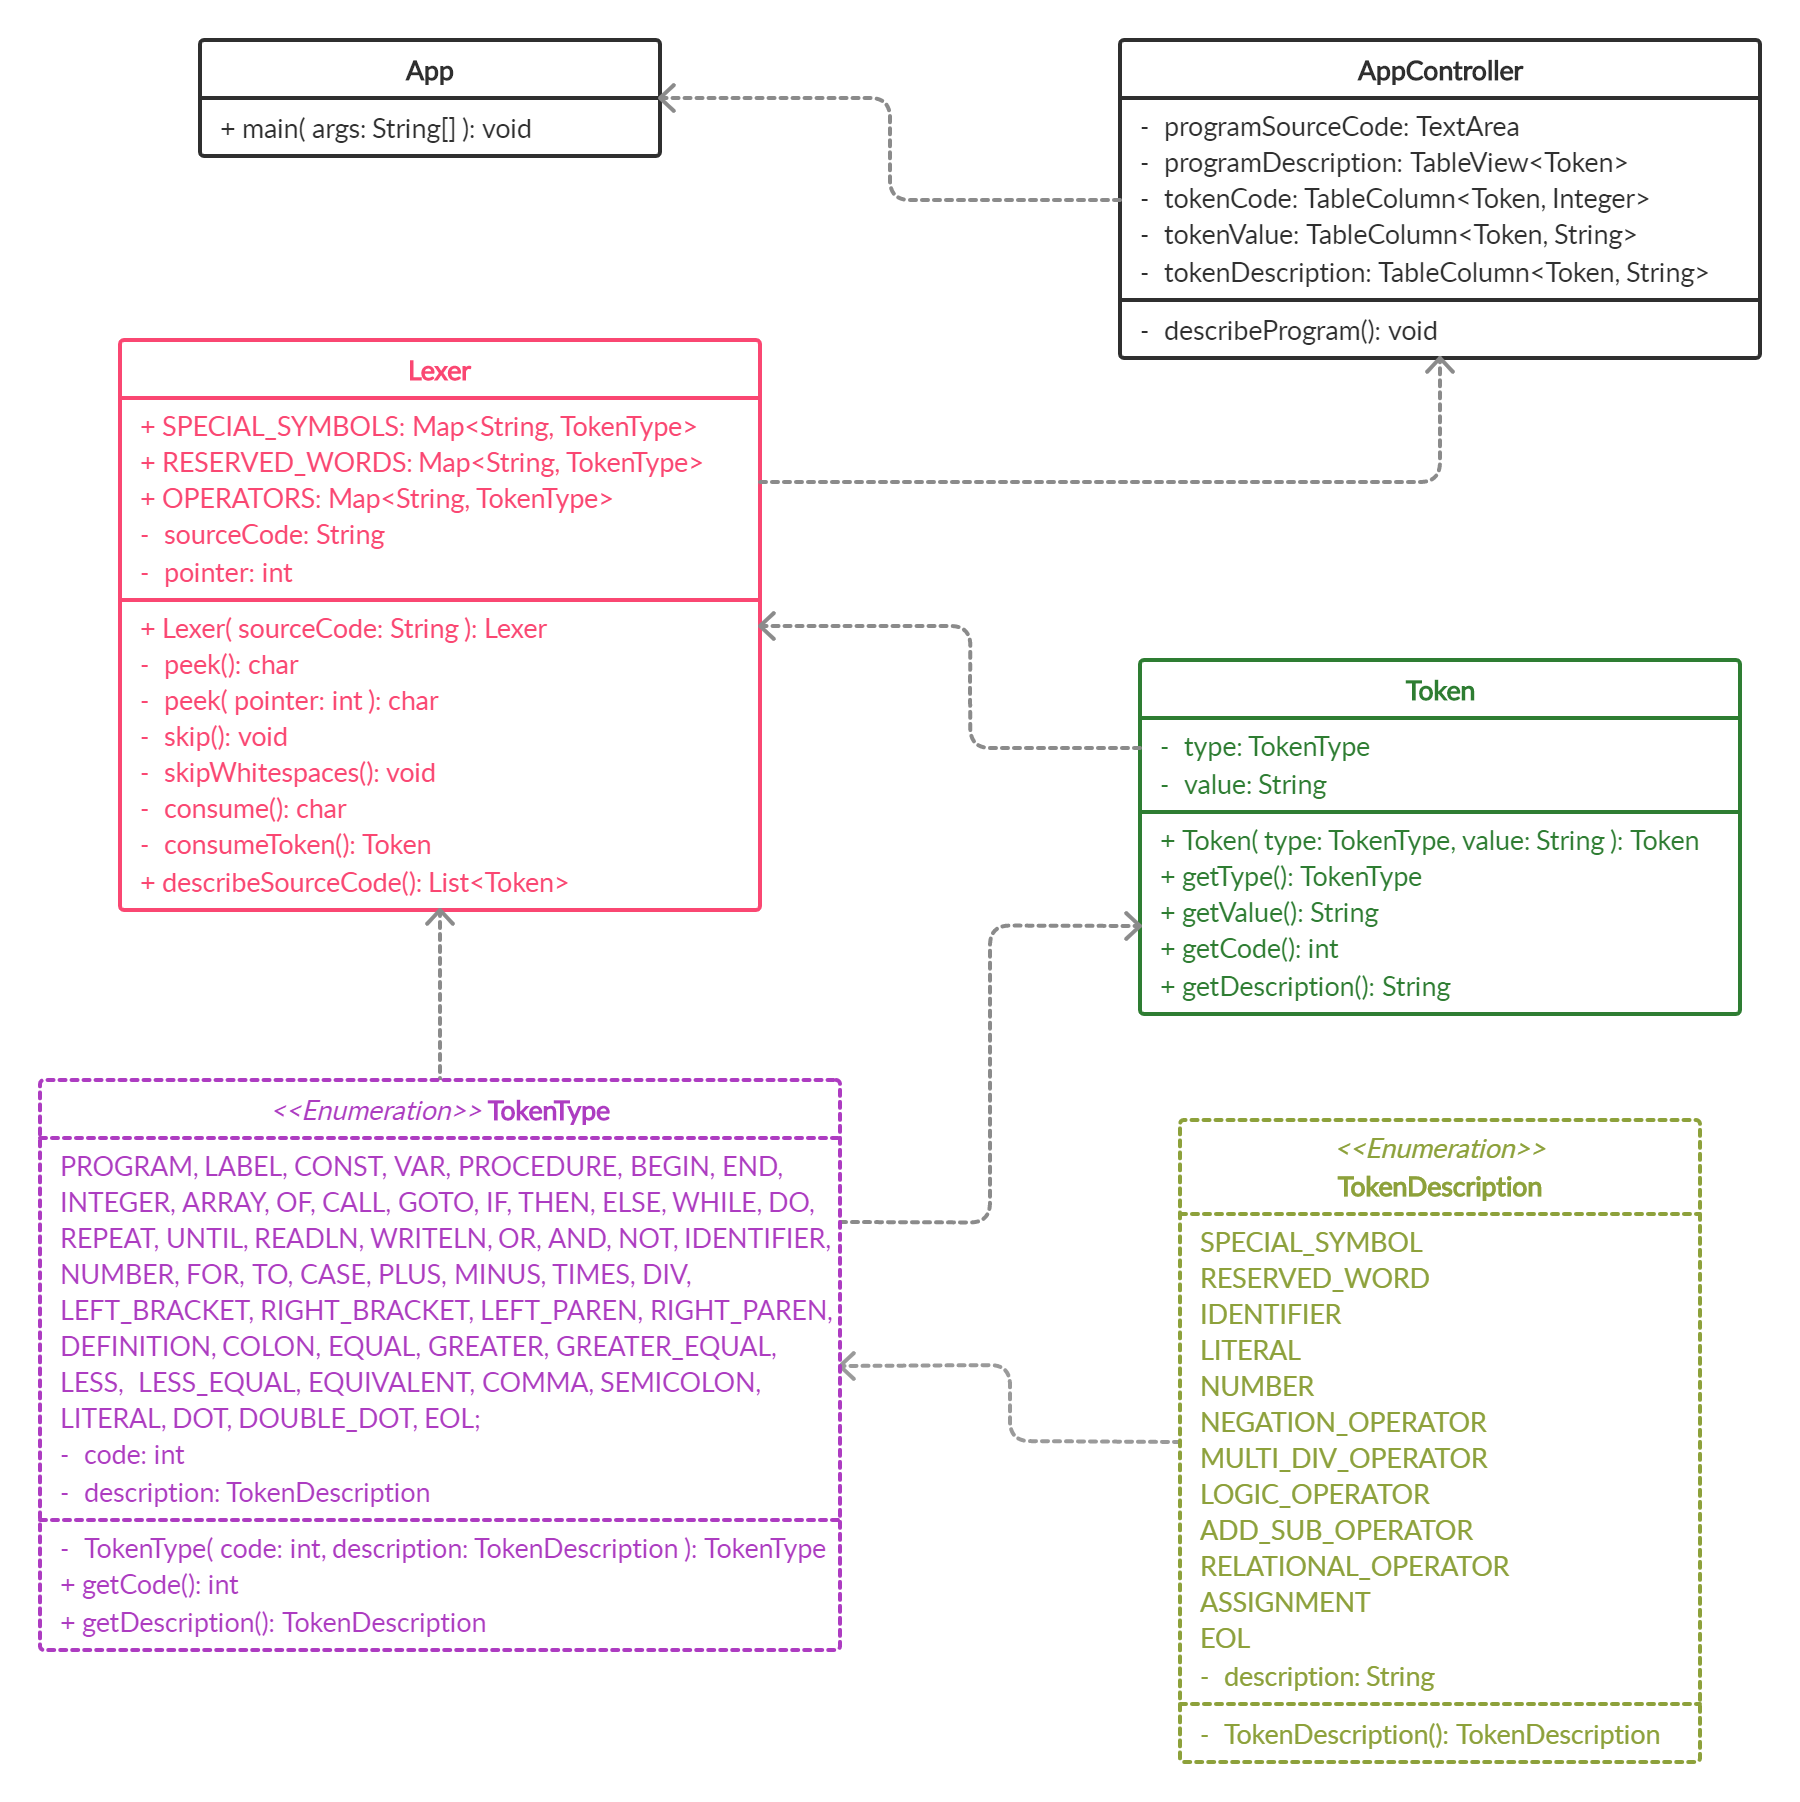 App
+ main( args: String[] ): void
AppController
- programSourceCode: TextArea
- programDescription: TableView<Token>
- tokenCode: TableColumn<Token, Integer>
- tokenValue: TableColumn<Token, String>
- tokenDescription: TableColumn<Token, String>
- describeProgram(): void
Lexer
+ SPECIAL_SYMBOLS: Map<String, TokenType>
+ RESERVED_WORDS: Map<String, TokenType>
+ OPERATORS: Map<String, TokenType>
- sourceCode: String
- pointer: int
+ Lexer( sourceCode: String ): Lexer
- peek(): char
- peek( pointer: int ): char
- skip(): void
- skipWhitespaces(): void
- consume(): char
- consumeToken(): Token
+ describeSourceCode(): List<Token>
Token
- type: TokenType
- value: String
+ Token( type: TokenType, value: String ): Token
+ getType(): TokenType
+ getValue(): String
+ getCode(): int
+ getDescription(): String
<<Enumeration>> TokenType
PROGRAM, LABEL, CONST, VAR, PROCEDURE, BEGIN, END,
INTEGER, ARRAY, OF, CALL, GOTO, IF, THEN, ELSE, WHILE, DO,
REPEAT, UNTIL, READLN, WRITELN, OR, AND, NOT, IDENTIFIER,
NUMBER, FOR, TO, CASE, PLUS, MINUS, TIMES, DIV,
LEFT_BRACKET, RIGHT_BRACKET, LEFT_PAREN, RIGHT_PAREN,
DEFINITION, COLON, EQUAL, GREATER, GREATER_EQUAL,
LESS, LESS_EQUAL, EQUIVALENT, COMMA, SEMICOLON,
LITERAL, DOT, DOUBLE_DOT, EOL;
- code: int
- description: TokenDescription
- TokenType( code: int, description: TokenDescription ): TokenType
+ getCode(): int
+ getDescription(): TokenDescription
<<Enumeration>>
TokenDescription
SPECIAL_SYMBOL
RESERVED_WORD
IDENTIFIER
LITERAL
NUMBER
NEGATION_OPERATOR
MULTI_DIV_OPERATOR
LOGIC_OPERATOR
ADD_SUB_OPERATOR
RELATIONAL_OPERATOR
ASSIGNMENT
EOL
- description: String
- TokenDescription(): TokenDescription